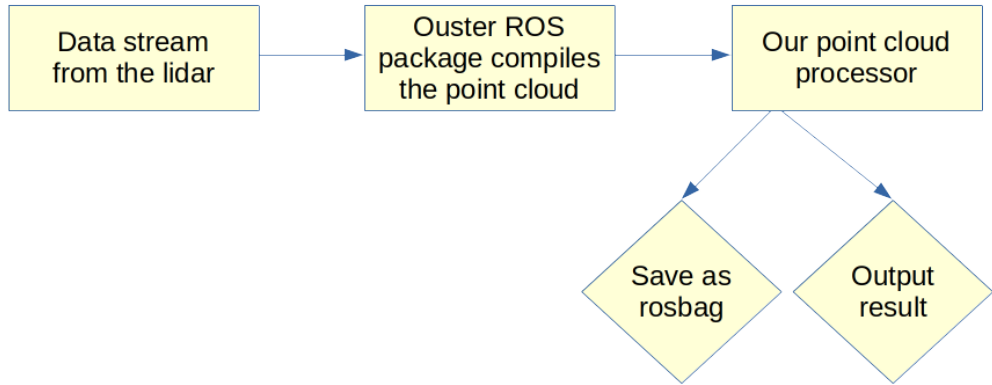 Data stream
from the lidar
Ouster ROS
package compiles
the point cloud
Our point cloud
processor
Save as
rosbag
Output
result